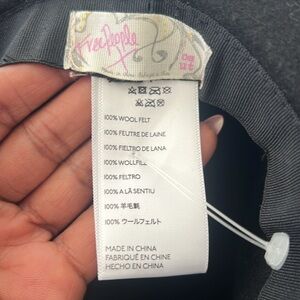 Free People
100% WOOL FELT
100% FEUTRE DE LAINE
100% FIELTRO DE LANA
100% WOLLFILZ
100% FELTRO
100% A LÃ SENTIU
100% 羊毛氈
100% ウールフェルト
MADE IN CHINA
FABRIQUÉ EN CHINE
HECHO EN CHINA